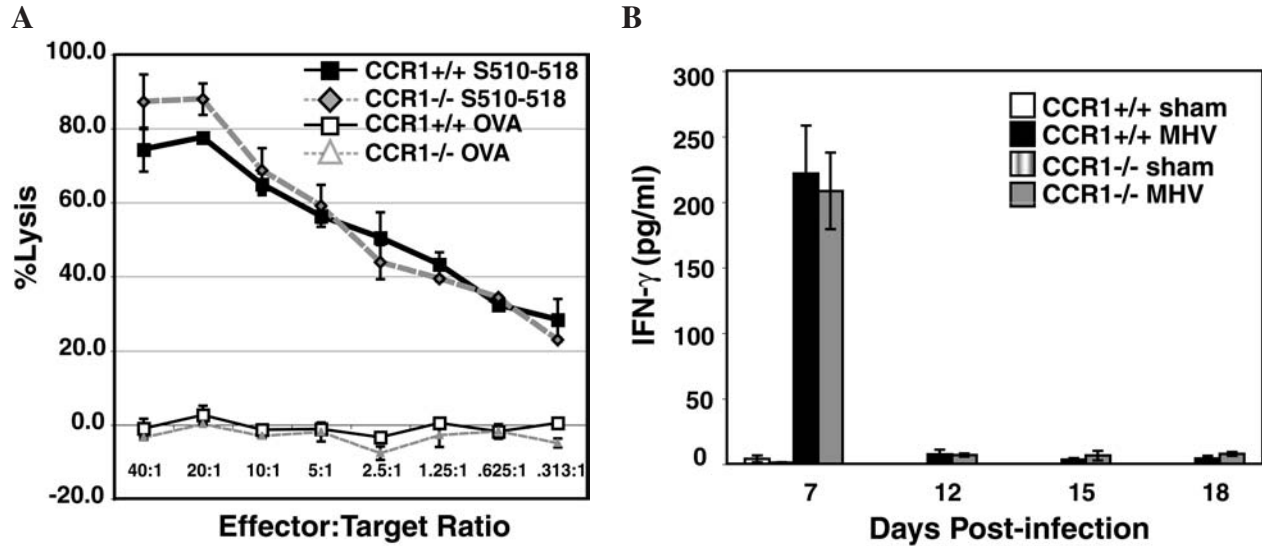 A
100.0
80.0
60.0
40.0
20.0
0.0
-20.0
%Lysis
CCR1+/+ S510-518
CCR1-/- S510-518
CCR1+/+ OVA
CCR1-/- OVA
40:1 20:1 10:1 5:1 2.5:1 1.25:1 .625:1 .313:1
Effector:Target Ratio
B
300
250
200
150
100
50
0
IFN-γ (pg/ml)
CCR1+/+ sham
CCR1+/+ MHV
CCR1-/- sham
CCR1-/- MHV
7 12 15 18
Days Post-infection